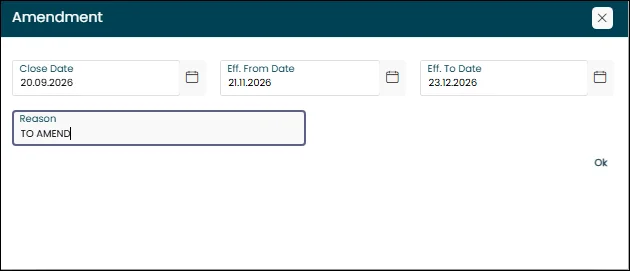 Amendment
Close Date Eff. From Date Eff. To Date
20.09.2026 21.11.2026 23.12.2026
Reason
TO AMEND
Ok